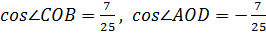 cos∠COB = 7/25, cos∠AOD = −7/25